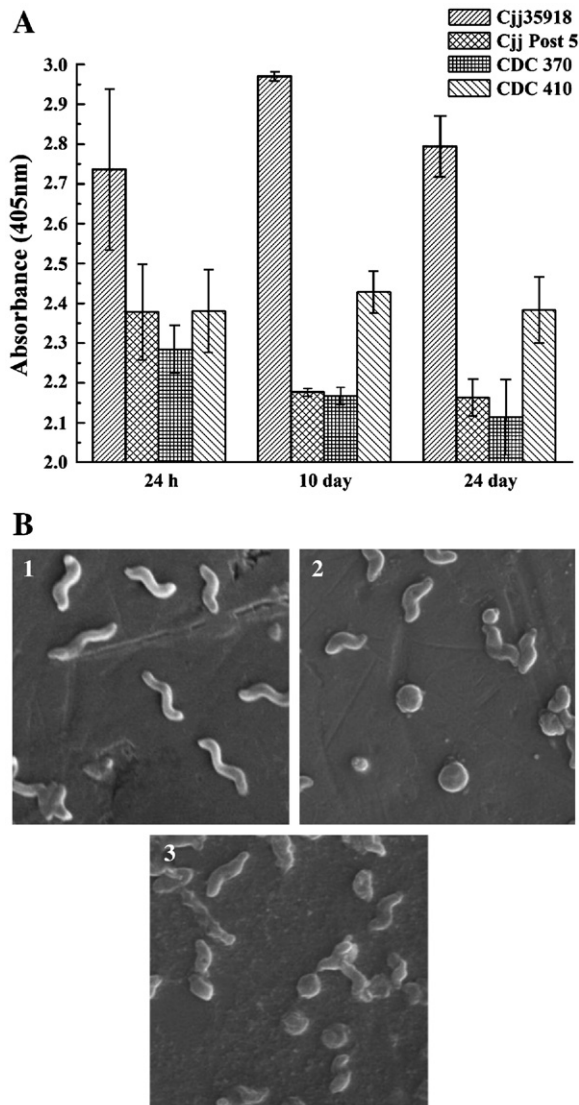 A
Cjj35918
Cjj Post 5
CDC 370
CDC 410
Absorbance (405nm)
3.0
2.9
2.8
2.7
2.6
2.5
2.4
2.3
2.2
2.1
2.0
24 h 10 day 24 day
B
1 2
3